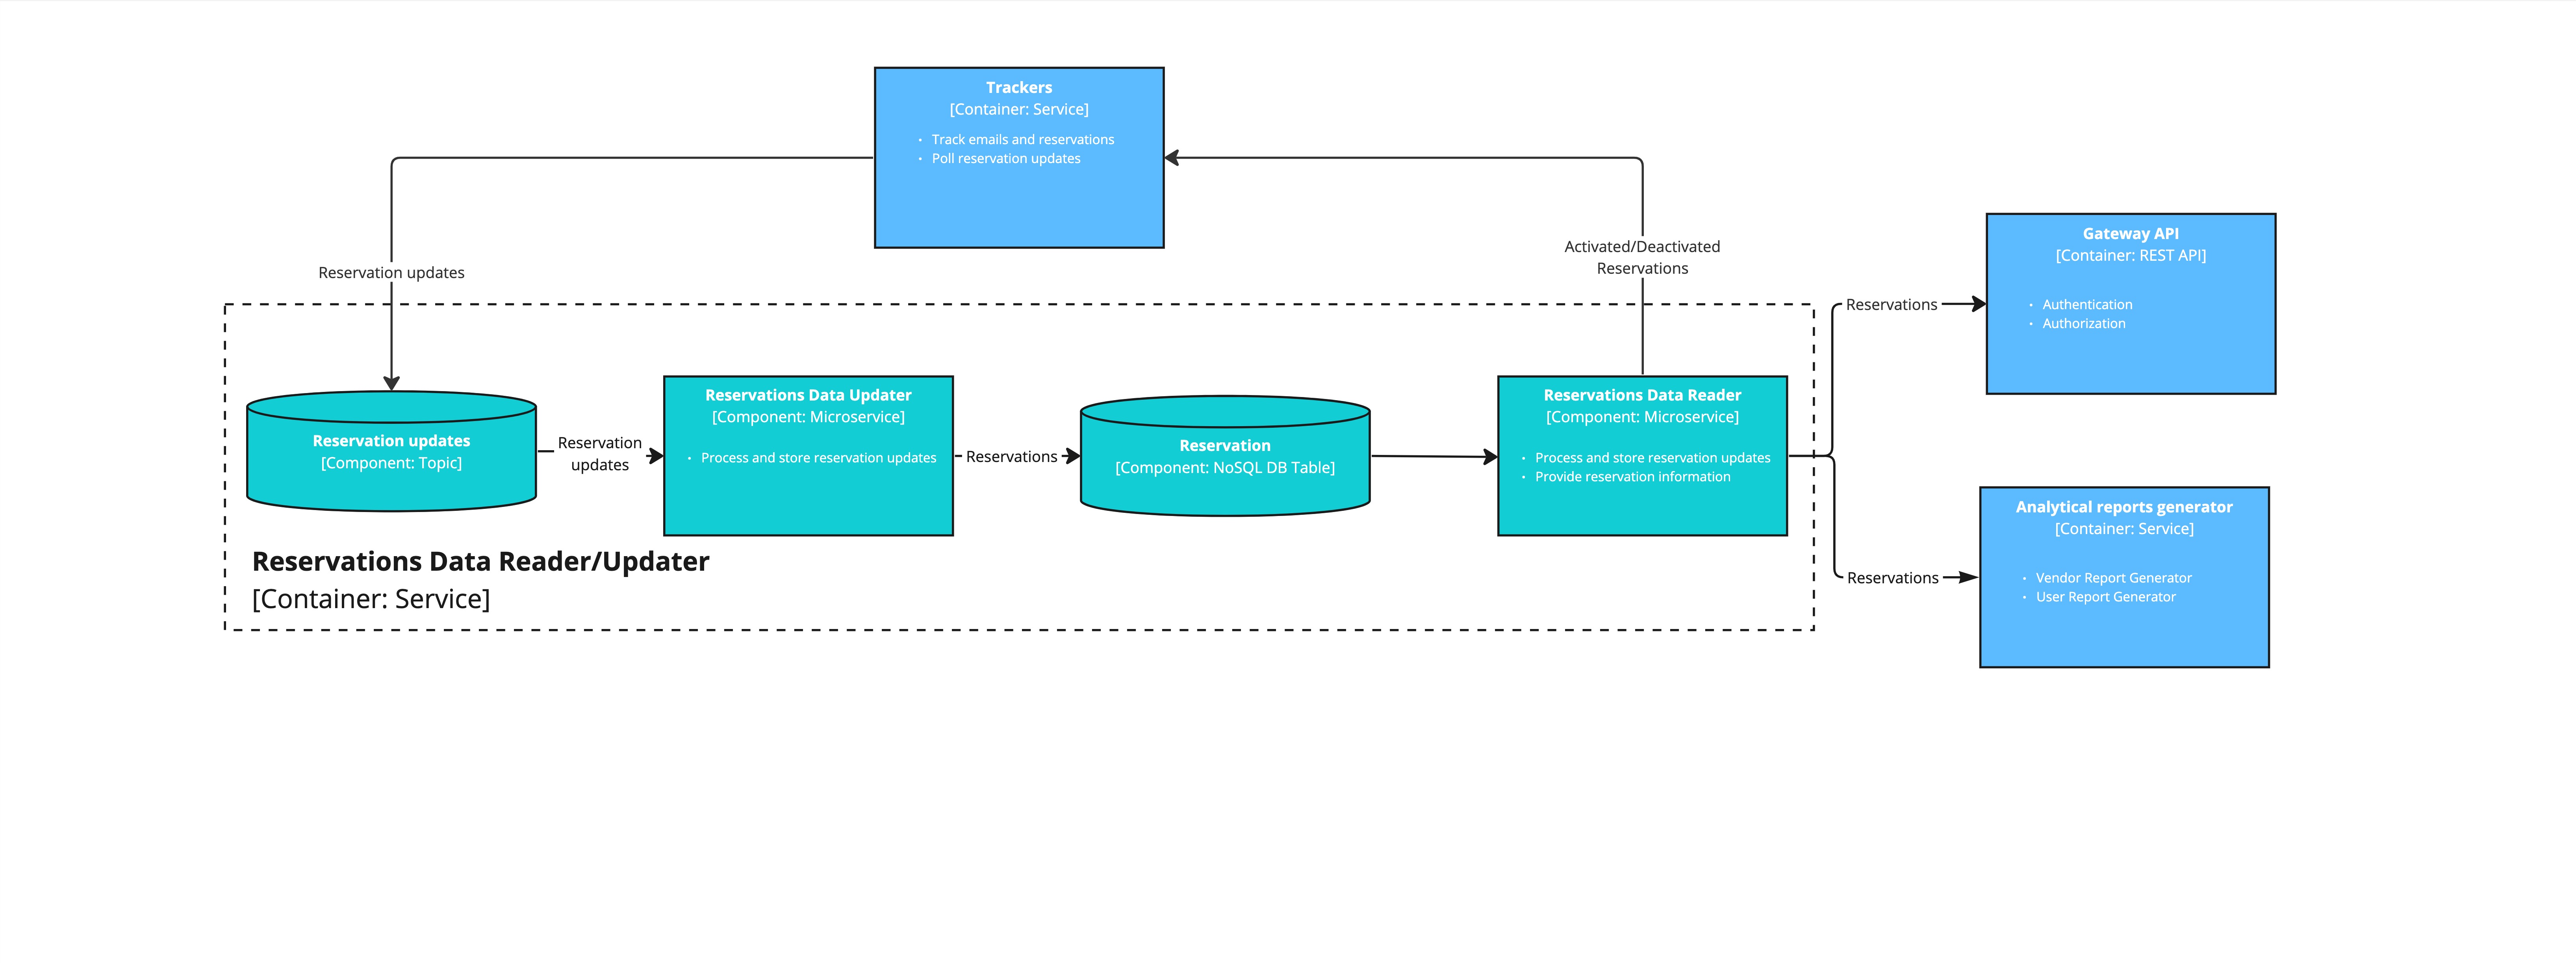 Trackers
[Container: Service]
• Track emails and reservations
• Poll reservation updates
Reservation updates
Activated/Deactivated
Reservations
Gateway API
[Container: REST API]
• Authentication
• Authorization
Reservations
Reservation updates
[Component: Topic]
Reservation
updates
Reservations Data Updater
[Component: Microservice]
• Process and store reservation updates
Reservations
Reservation
[Component: NoSQL DB Table]
Reservations Data Reader
[Component: Microservice]
• Process and store reservation updates
• Provide reservation information
Reservations
Analytical reports generator
[Container: Service]
• Vendor Report Generator
• User Report Generator
Reservations Data Reader/Updater
[Container: Service]